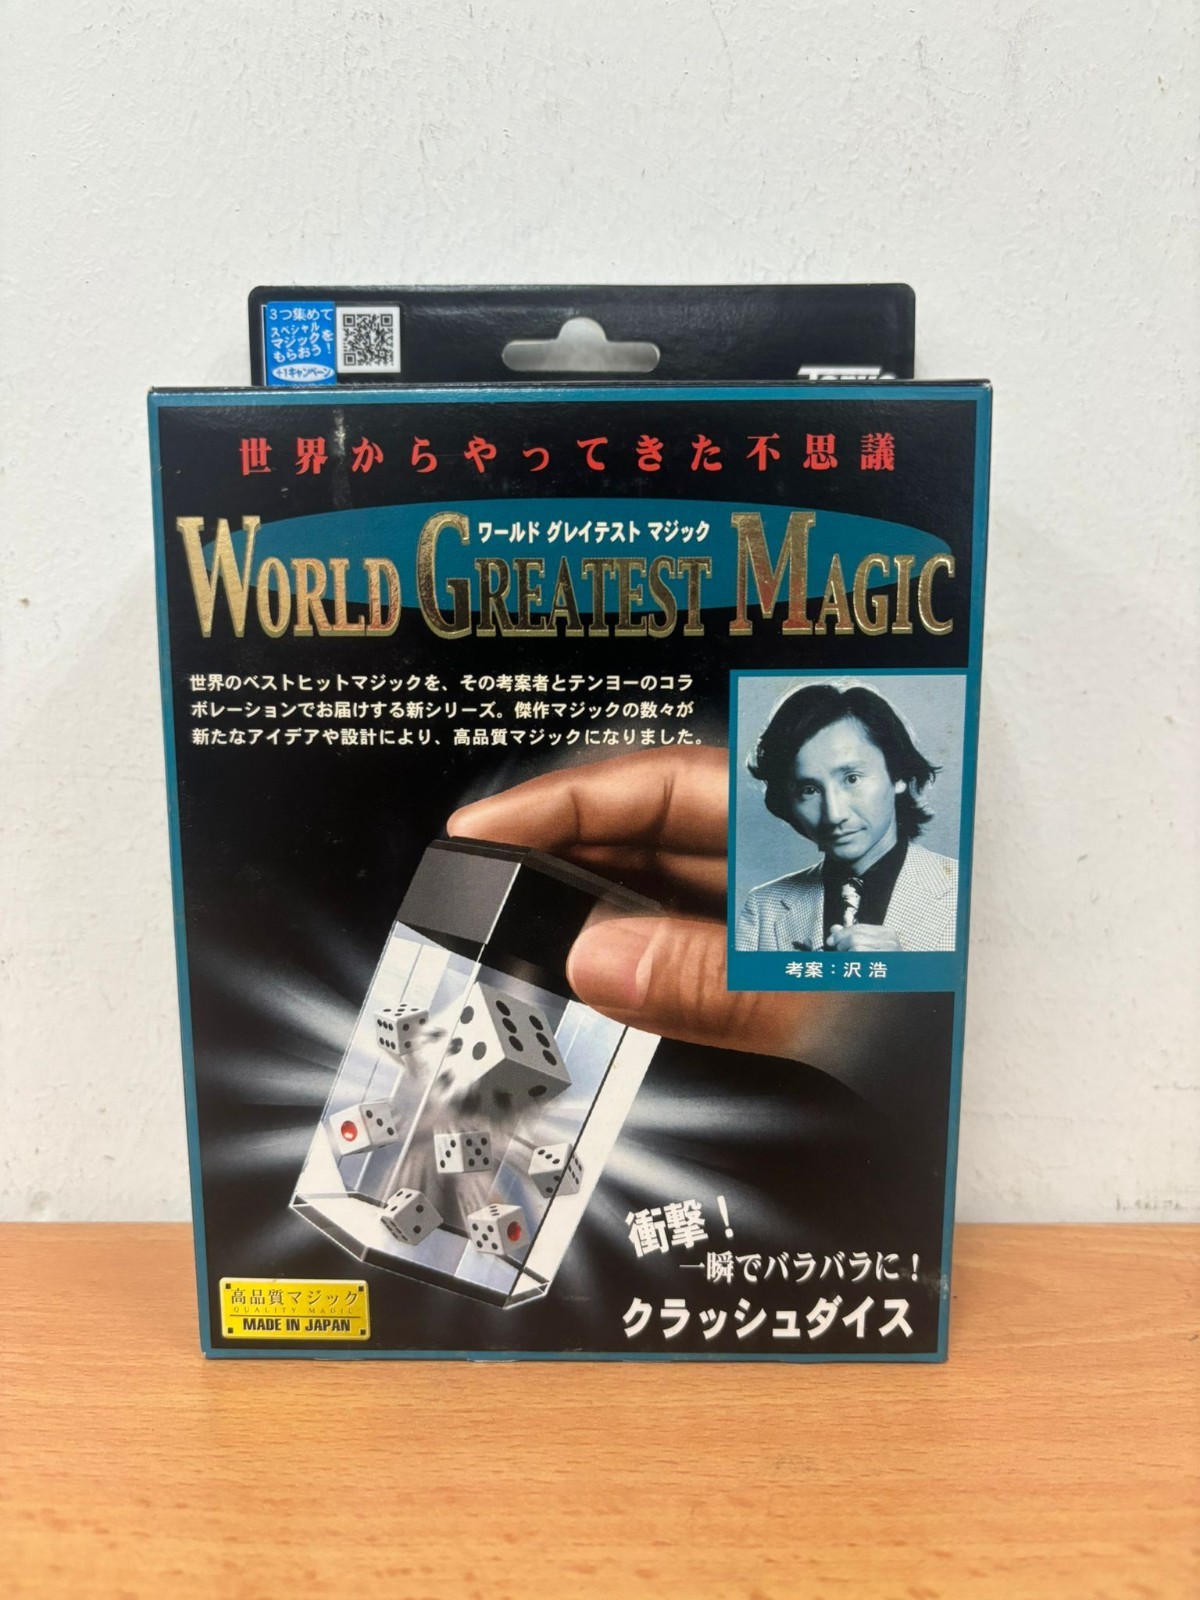 3つ集めて
スペシャル
マジックを
もらおう!
+1キャンペーン
Tenyo
世界からやってきた不思議
ワールド グレイテスト マジック
WORLD GREATEST MAGIC
世界のベストヒットマジックを、その考案者とテンヨーのコラ
ボレーションでお届けする新シリーズ。傑作マジックの数々が
新たなアイデアや設計により、高品質マジックになりました。
考案:沢 浩
衝撃!
一瞬でバラバラに!
クラッシュダイス
高品質マジック
QUALITY MAGIC
MADE IN JAPAN